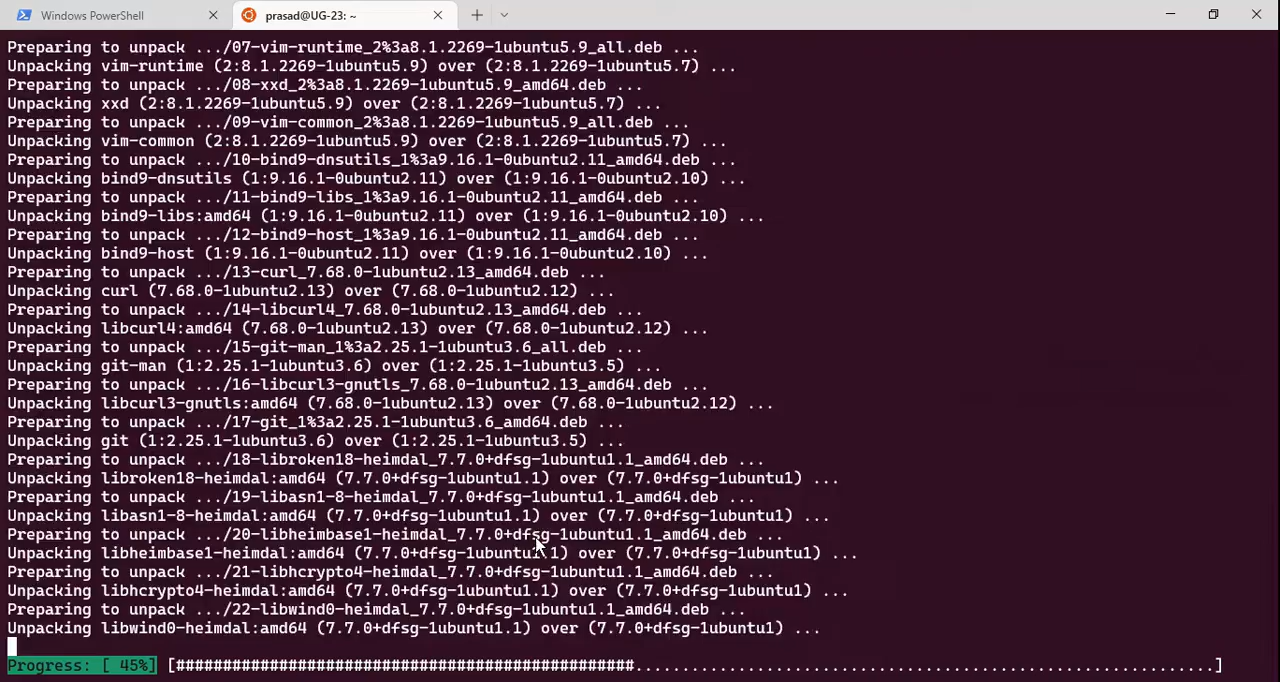 Windows PowerShell
prasad@UG-23: ~
Preparing to unpack .../07-vim-runtime_2%3a8.1.2269-1ubuntu5.9_all.deb ...
Unpacking vim-runtime (2:8.1.2269-1ubuntu5.9) over (2:8.1.2269-1ubuntu5.7) ...
Preparing to unpack .../08-xxd_2%3a8.1.2269-1ubuntu5.9_amd64.deb ...
Unpacking xxd (2:8.1.2269-1ubuntu5.9) over (2:8.1.2269-1ubuntu5.7) ...
Preparing to unpack .../09-vim-common_2%3a8.1.2269-1ubuntu5.9_all.deb ...
Unpacking vim-common (2:8.1.2269-1ubuntu5.9) over (2:8.1.2269-1ubuntu5.7) ...
Preparing to unpack .../10-bind9-dnsutils_1%3a9.16.1-0ubuntu2.11_amd64.deb ...
Unpacking bind9-dnsutils (1:9.16.1-0ubuntu2.11) over (1:9.16.1-0ubuntu2.10) ...
Preparing to unpack .../11-bind9-libs_1%3a9.16.1-0ubuntu2.11_amd64.deb ...
Unpacking bind9-libs:amd64 (1:9.16.1-0ubuntu2.11) over (1:9.16.1-0ubuntu2.10) ...
Preparing to unpack .../12-bind9-host_1%3a9.16.1-0ubuntu2.11_amd64.deb ...
Unpacking bind9-host (1:9.16.1-0ubuntu2.11) over (1:9.16.1-0ubuntu2.10) ...
Preparing to unpack .../13-curl_7.68.0-1ubuntu2.13_amd64.deb ...
Unpacking curl (7.68.0-1ubuntu2.13) over (7.68.0-1ubuntu2.12) ...
Preparing to unpack .../14-libcurl4_7.68.0-1ubuntu2.13_amd64.deb ...
Unpacking libcurl4:amd64 (7.68.0-1ubuntu2.13) over (7.68.0-1ubuntu2.12) ...
Preparing to unpack .../15-git-man_1%3a2.25.1-1ubuntu3.6_all.deb ...
Unpacking git-man (1:2.25.1-1ubuntu3.6) over (1:2.25.1-1ubuntu3.5) ...
Preparing to unpack .../16-libcurl3-gnutls_7.68.0-1ubuntu2.13_amd64.deb ...
Unpacking libcurl3-gnutls:amd64 (7.68.0-1ubuntu2.13) over (7.68.0-1ubuntu2.12) ...
Preparing to unpack .../17-git_1%3a2.25.1-1ubuntu3.6_amd64.deb ...
Unpacking git (1:2.25.1-1ubuntu3.6) over (1:2.25.1-1ubuntu3.5) ...
Preparing to unpack .../18-libroken18-heimdal_7.7.0+dfsg-1ubuntu1.1_amd64.deb ...
Unpacking libroken18-heimdal:amd64 (7.7.0+dfsg-1ubuntu1.1) over (7.7.0+dfsg-1ubuntu1) ...
Preparing to unpack .../19-libasn1-8-heimdal_7.7.0+dfsg-1ubuntu1.1_amd64.deb ...
Unpacking libasn1-8-heimdal:amd64 (7.7.0+dfsg-1ubuntu1.1) over (7.7.0+dfsg-1ubuntu1) ...
Preparing to unpack .../20-libheimbase1-heimdal_7.7.0+dfsg-1ubuntu1.1_amd64.deb ...
Unpacking libheimbase1-heimdal:amd64 (7.7.0+dfsg-1ubuntu1.1) over (7.7.0+dfsg-1ubuntu1) ...
Preparing to unpack .../21-libhcrypto4-heimdal_7.7.0+dfsg-1ubuntu1.1_amd64.deb ...
Unpacking libhcrypto4-heimdal:amd64 (7.7.0+dfsg-1ubuntu1.1) over (7.7.0+dfsg-1ubuntu1) ...
Preparing to unpack .../22-libwind0-heimdal_7.7.0+dfsg-1ubuntu1.1_amd64.deb ...
Unpacking libwind0-heimdal:amd64 (7.7.0+dfsg-1ubuntu1.1) over (7.7.0+dfsg-1ubuntu1) ...
Progress: [ 45%] [#################################################..............................................................]